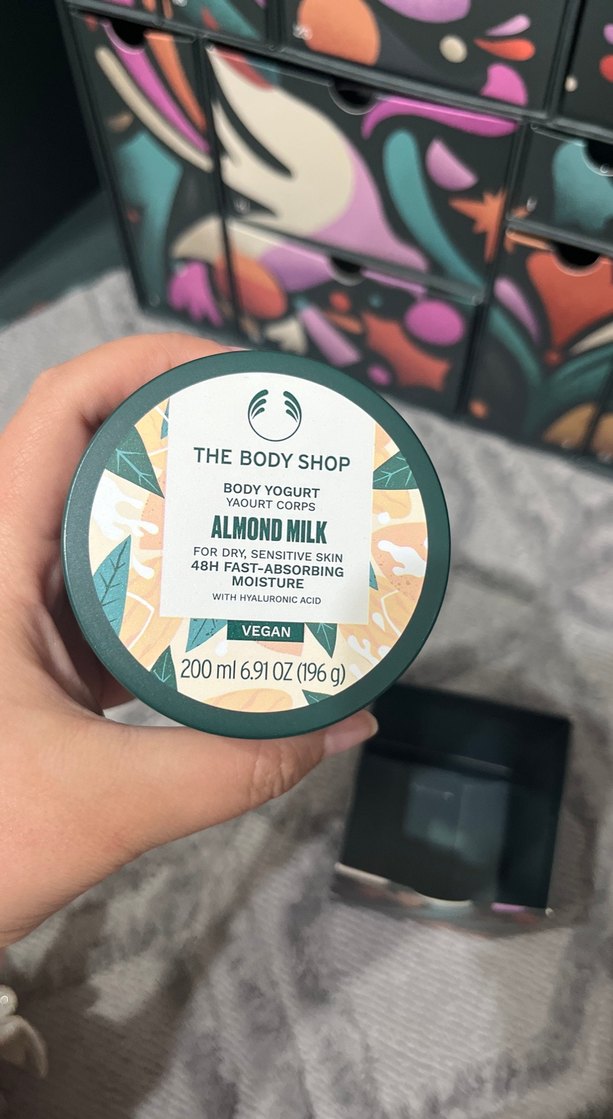 THE BODY SHOP
BODY YOGURT
YAOURT CORPS
ALMOND MILK
FOR DRY, SENSITIVE SKIN
48H FAST-ABSORBING
MOISTURE
WITH HYALURONIC ACID
VEGAN
200 ml 6.91 OZ (196 g)